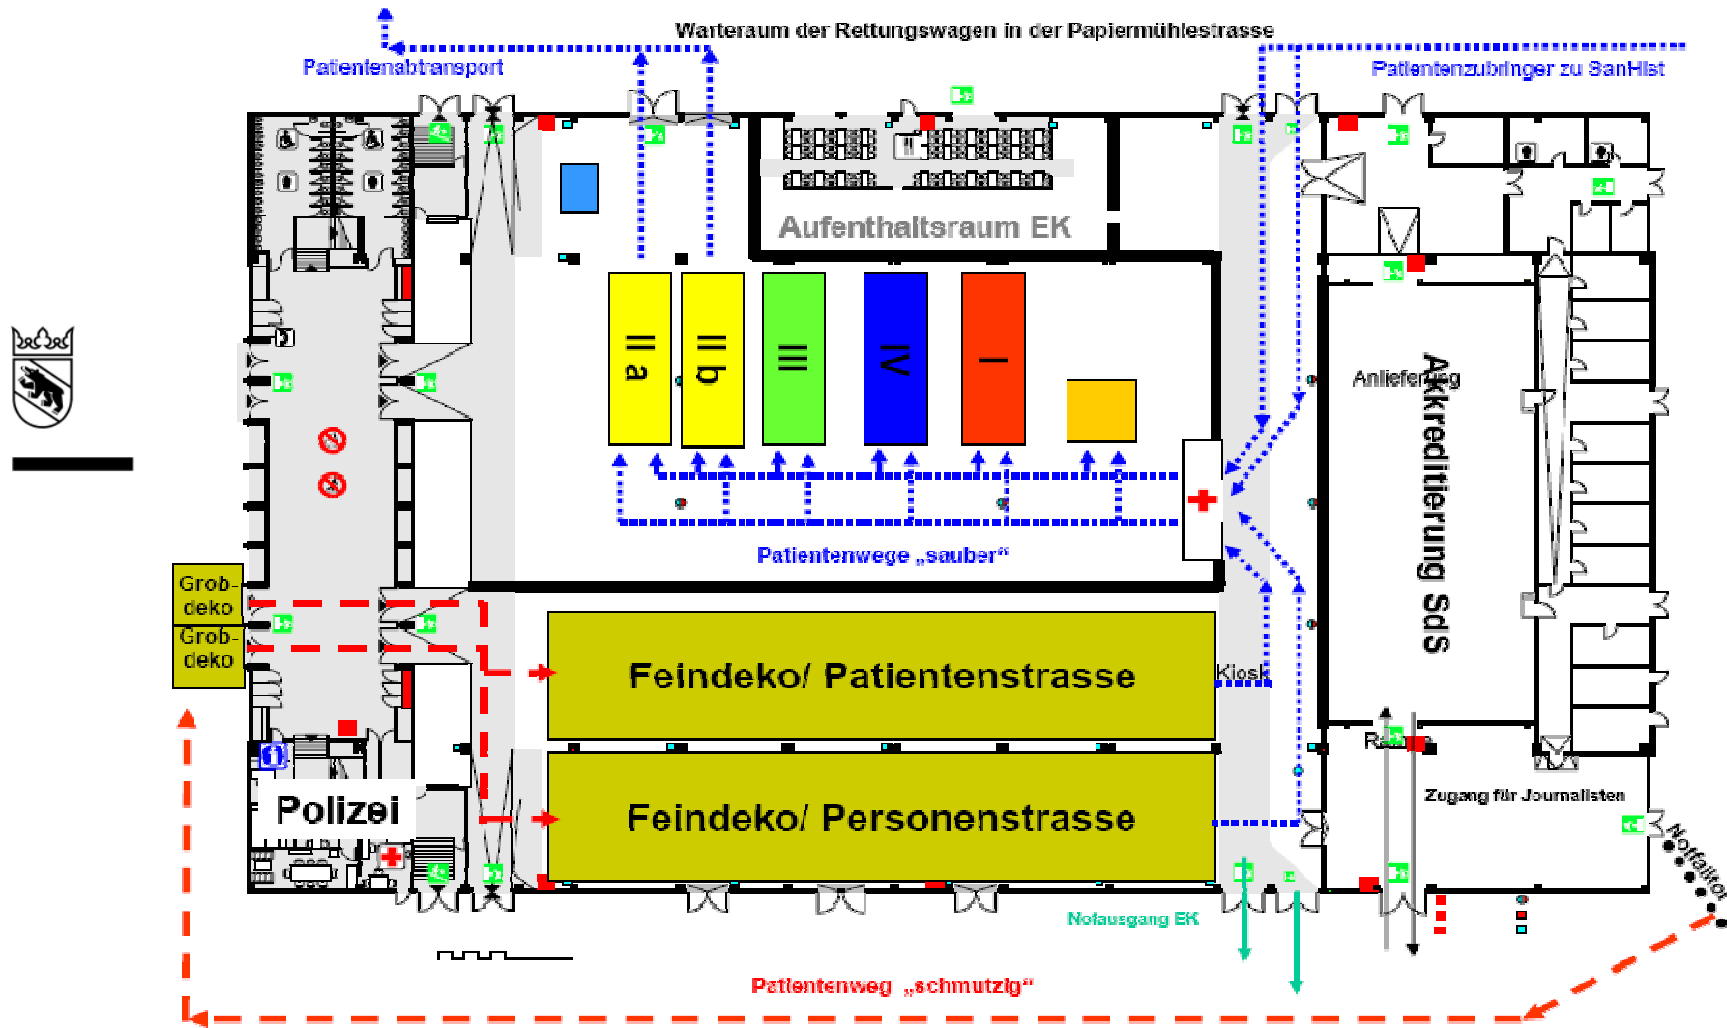 Warteraum der Rettungswagen in der Papiermühlestrasse
Patientenabtransport
Patientenzubringer zu SanHist
Aufenthaltsraum EK
II a
II b
III
IV
I
Anlieferung
Akkreditierung SdS
Patientenwege „sauber“
Grob-
deko
Grob-
deko
Feindeko/ Patientenstrasse
Kiosk
Polizei
Feindeko/ Personenstrasse
Zugang für Journalisten
Notfalltor
Notausgang EK
Patientenweg „schmutzig“